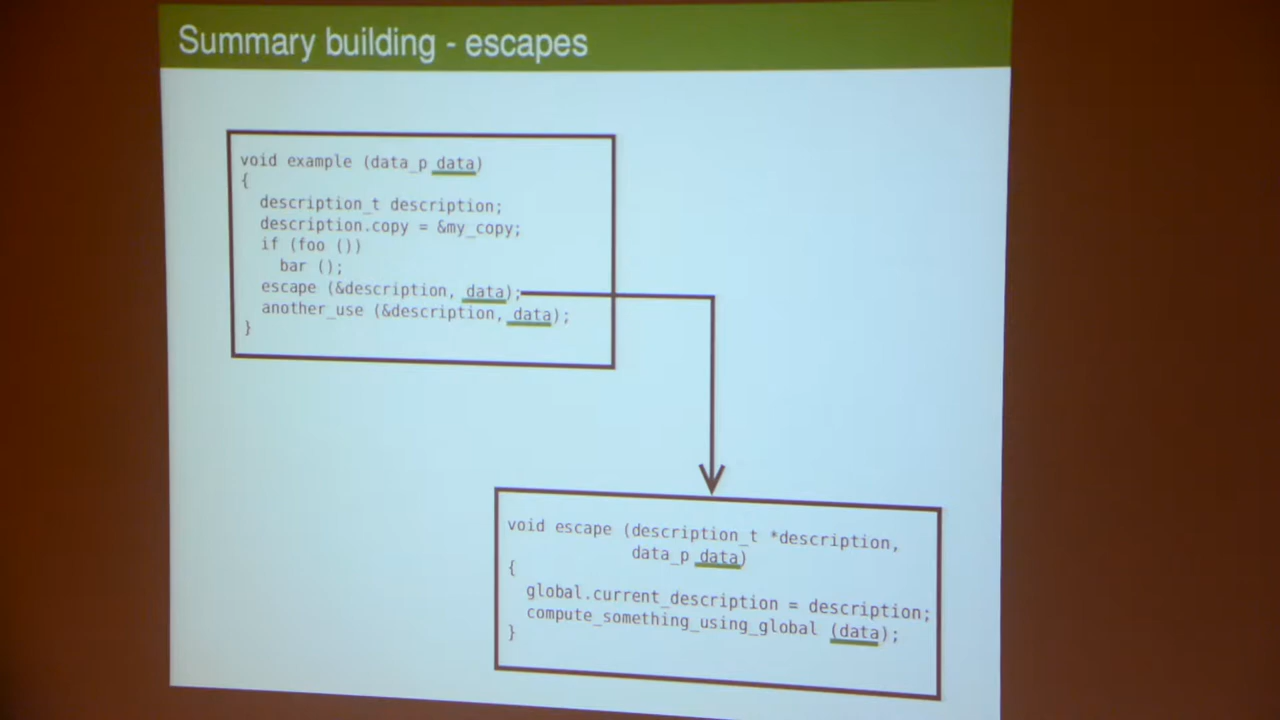 Summary building - escapes
void example (data_p data)
{
description_t description;
description.copy = &my_copy;
if (foo ())
bar ();
escape (&description, data);
another_use (&description, data);
}
void escape (description_t *description,
data_p data)
{
global.current_description = description;
compute_something_using_global (data);
}